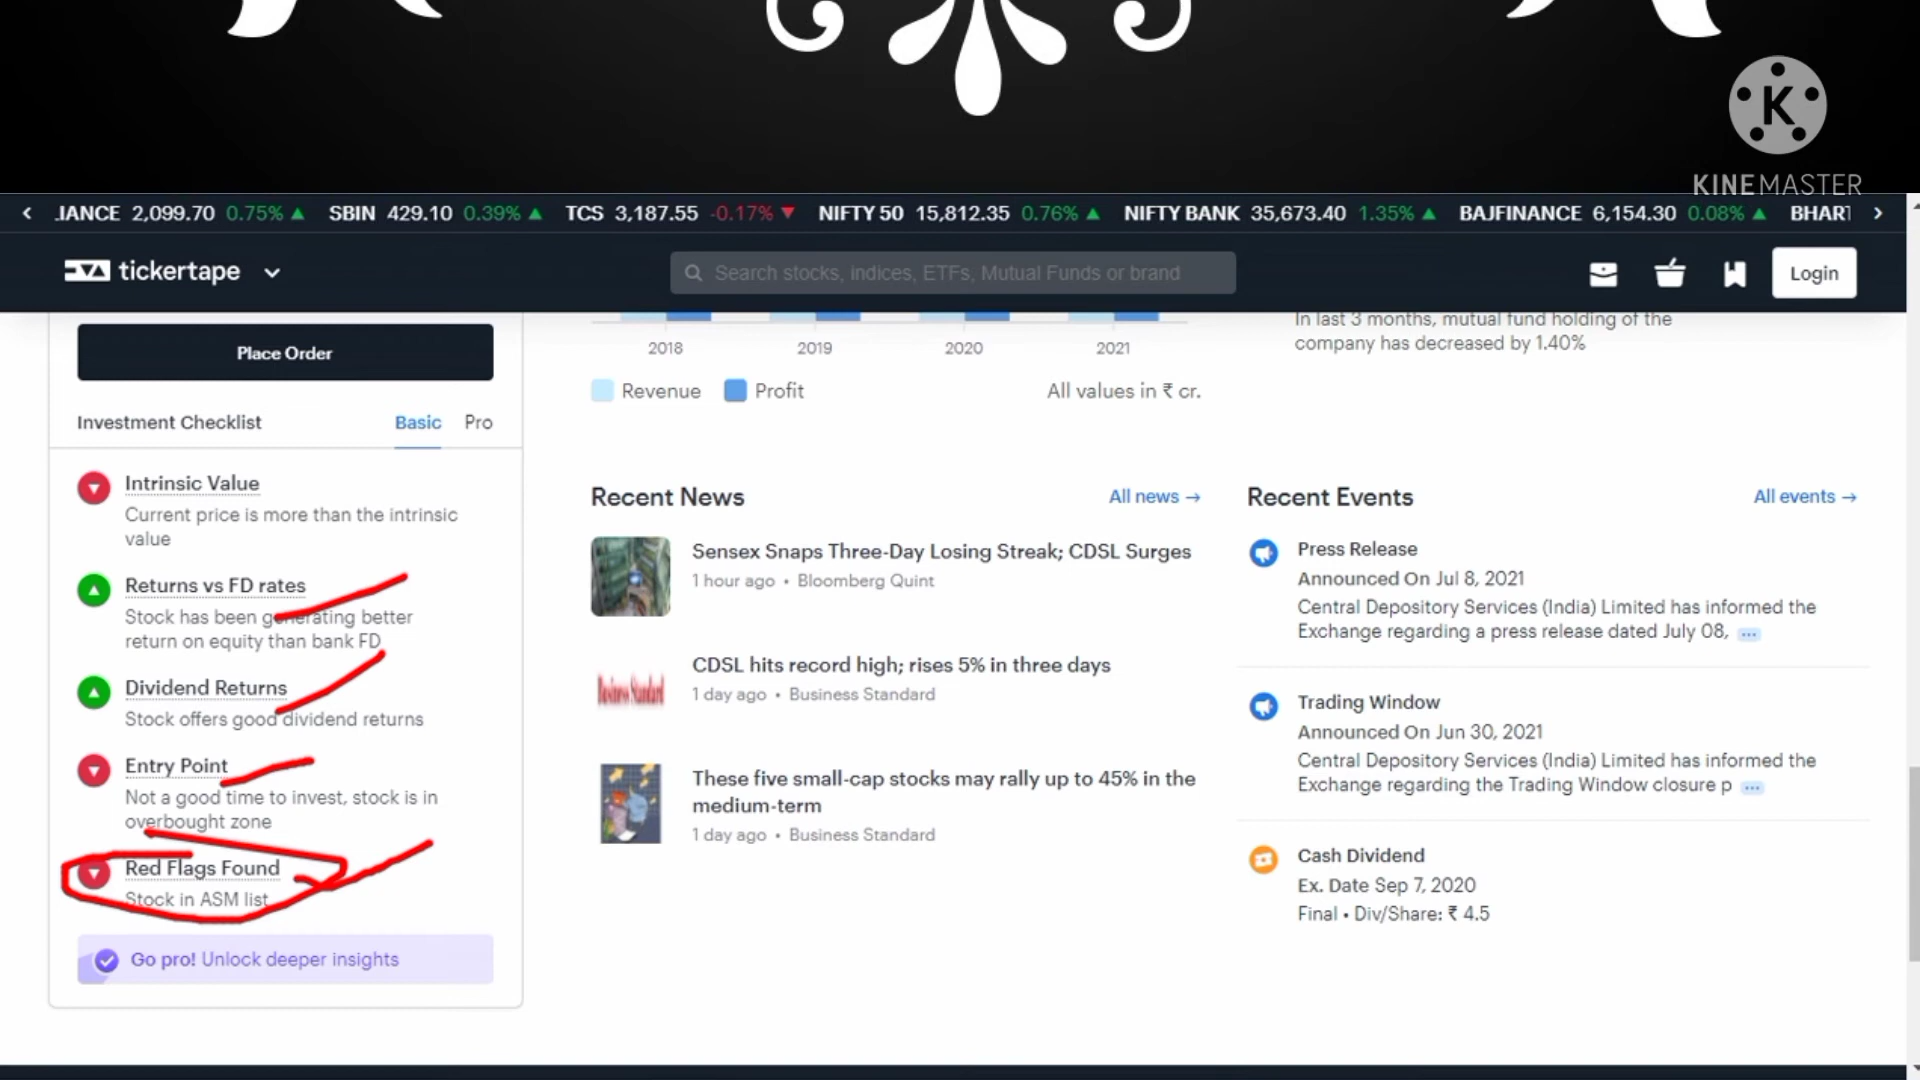 K
KINEMASTER
IANCE 2,099.70 0.75% SBIN 429.10 0.39% TCS 3,187.55 -0.17% NIFTY 50 15,812.35 0.76% NIFTY BANK 35,673.40 1.35% BAJFINANCE 6,154.30 0.08% BHART
tickertape
Search stocks, indices, ETFs, Mutual Funds or brand
Login
Place Order
Investment Checklist Basic Pro
Intrinsic Value
Current price is more than the intrinsic
value
Returns vs FD rates
Stock has been generating better
return on equity than bank FD
Dividend Returns
Stock offers good dividend returns
Entry Point
Not a good time to invest, stock is in
overbought zone
Red Flags Found
Stock in ASM list
Go pro! Unlock deeper insights
2018 2019 2020 2021
Revenue Profit All values in ₹ cr.
Recent News All news →
Sensex Snaps Three-Day Losing Streak; CDSL Surges
1 hour ago • Bloomberg Quint
Business Standard
CDSL hits record high; rises 5% in three days
1 day ago • Business Standard
These five small-cap stocks may rally up to 45% in the
medium-term
1 day ago • Business Standard
In last 3 months, mutual fund holding of the
company has decreased by 1.40%
Recent Events All events →
Press Release
Announced On Jul 8, 2021
Central Depository Services (India) Limited has informed the
Exchange regarding a press release dated July 08, ...
Trading Window
Announced On Jun 30, 2021
Central Depository Services (India) Limited has informed the
Exchange regarding the Trading Window closure p ...
Cash Dividend
Ex. Date Sep 7, 2020
Final • Div/Share: ₹ 4.5